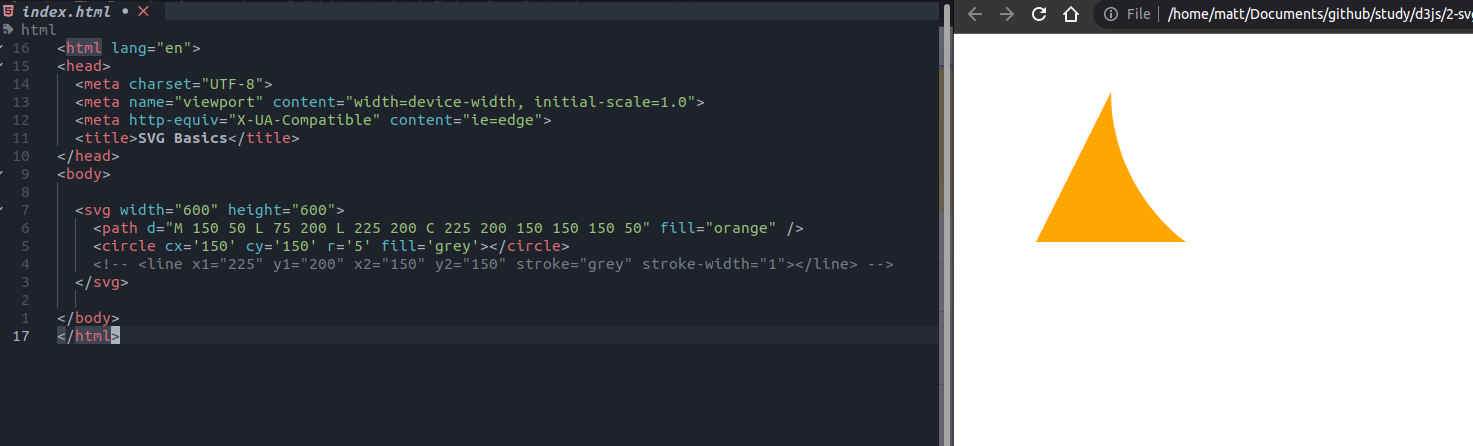 index.html
html
16 <html lang="en">
15 <head>
14 <meta charset="UTF-8">
13 <meta name="viewport" content="width=device-width, initial-scale=1.0">
12 <meta http-equiv="X-UA-Compatible" content="ie=edge">
11 <title>SVG Basics</title>
10 </head>
9 <body>
8
7 <svg width="600" height="600">
6 <path d="M 150 50 L 75 200 L 225 200 C 225 200 150 150 150 50" fill="orange" />
5 <circle cx='150' cy='150' r='5' fill='grey'></circle>
4 <!-- <line x1="225" y1="200" x2="150" y2="150" stroke="grey" stroke-width="1"></line> -->
3 </svg>
2
1 </body>
17 </html>
File | /home/matt/Documents/github/study/d3js/2-svg